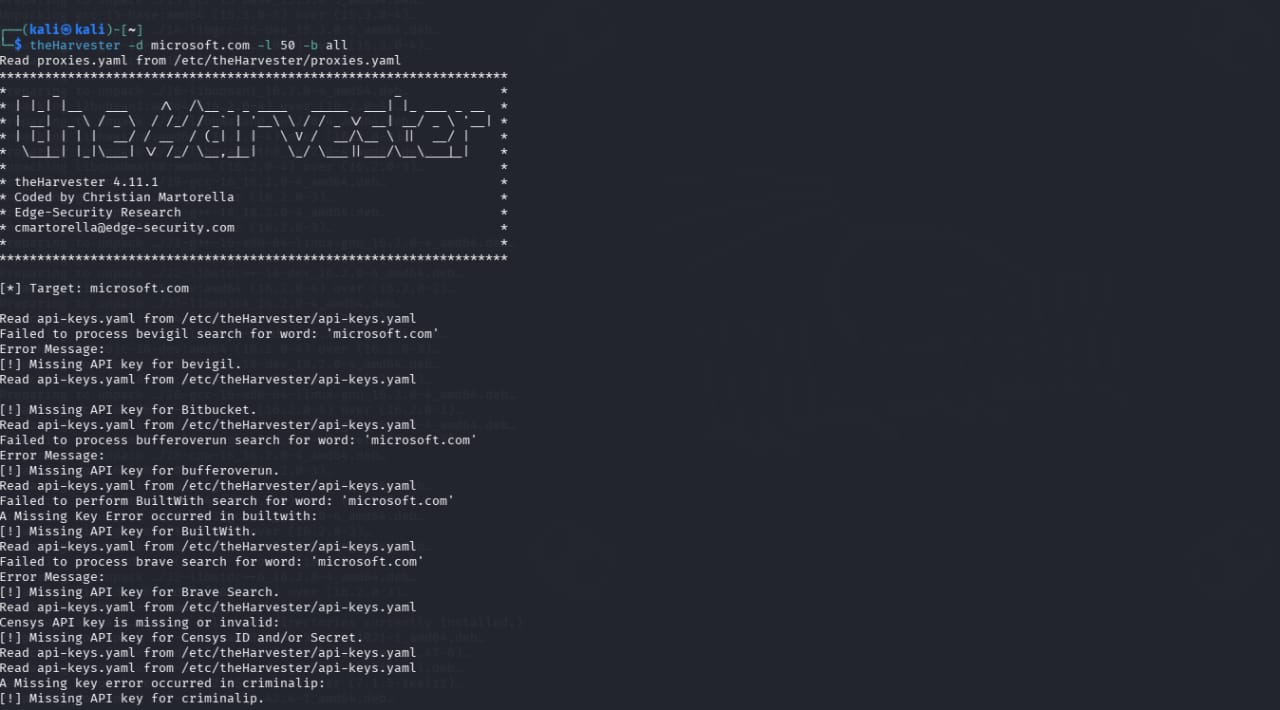 (kali㉿kali)-[~]
$ theHarvester -d microsoft.com -l 50 -b all
Read proxies.yaml from /etc/theHarvester/proxies.yaml
*******************************************************************
theHarvester
* theHarvester 4.11.1 *
* Coded by Christian Martorella *
* Edge-Security Research *
* cmartorella@edge-security.com *
* *
*******************************************************************
[*] Target: microsoft.com
Read api-keys.yaml from /etc/theHarvester/api-keys.yaml
Failed to process bevigil search for word: 'microsoft.com'
Error Message:
[!] Missing API key for bevigil.
Read api-keys.yaml from /etc/theHarvester/api-keys.yaml
[!] Missing API key for Bitbucket.
Read api-keys.yaml from /etc/theHarvester/api-keys.yaml
Failed to process bufferoverun search for word: 'microsoft.com'
Error Message:
[!] Missing API key for bufferoverun.
Read api-keys.yaml from /etc/theHarvester/api-keys.yaml
Failed to perform BuiltWith search for word: 'microsoft.com'
A Missing Key Error occurred in builtwith:
[!] Missing API key for BuiltWith.
Read api-keys.yaml from /etc/theHarvester/api-keys.yaml
Failed to process brave search for word: 'microsoft.com'
Error Message:
[!] Missing API key for Brave Search.
Read api-keys.yaml from /etc/theHarvester/api-keys.yaml
Censys API key is missing or invalid:
[!] Missing API key for Censys ID and/or Secret.
Read api-keys.yaml from /etc/theHarvester/api-keys.yaml
Read api-keys.yaml from /etc/theHarvester/api-keys.yaml
A Missing key error occurred in criminalip:
[!] Missing API key for criminalip.